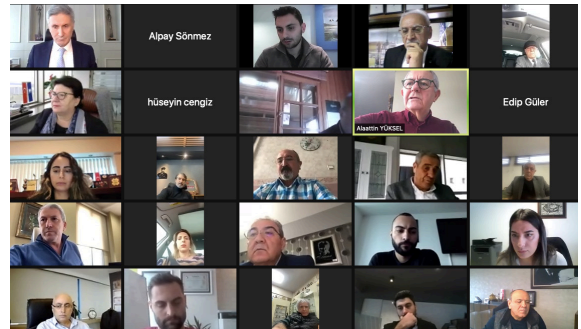 Alpay Sönmez
hüseyin cengiz
Alaattin YÜKSEL
Edip Güler